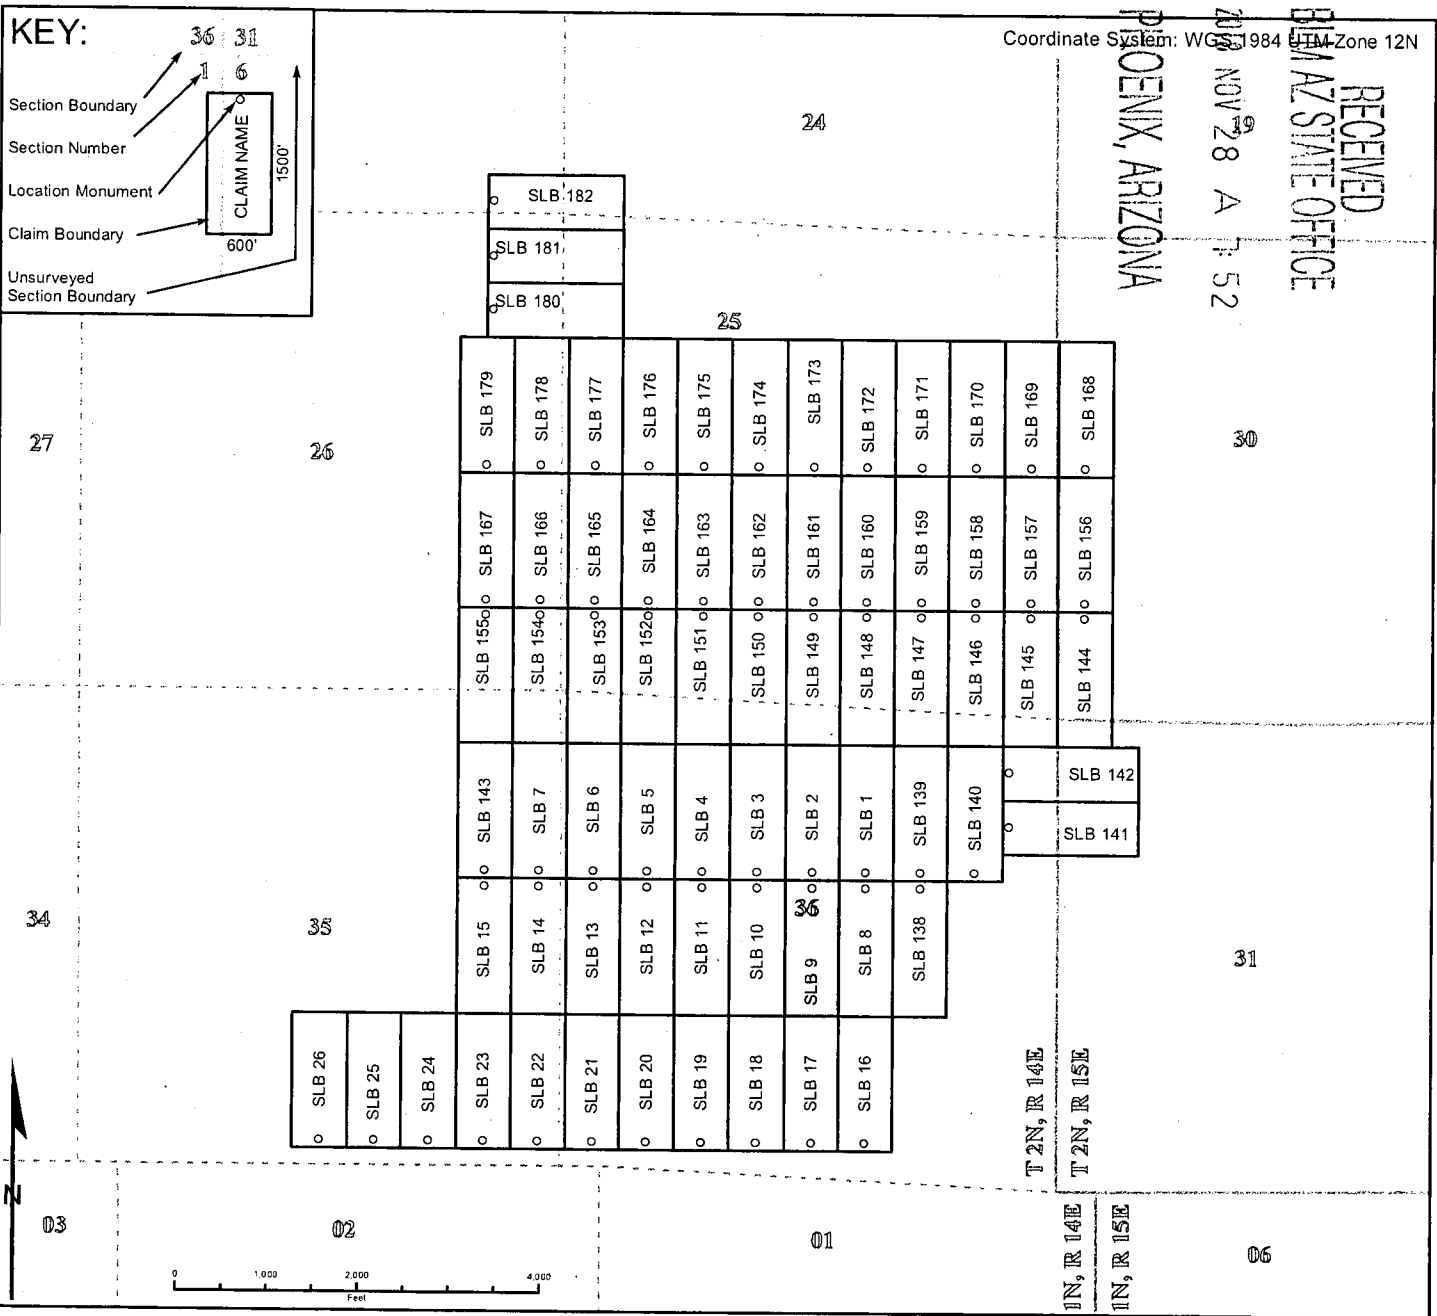 KEY:
36 31
1 6
Section Boundary
Section Number
Location Monument
Claim Boundary
Unsurveyed
Section Boundary
CLAIM NAME
1500'
600'
Coordinate System: WGS 1984 UTM Zone 12N
RECEIVED
BLM AZ STATE OFFICE
NOV 28 A 7:52
PHOENIX, ARIZONA
24
19
SLB 182
SLB 181
SLB 180
25
27
26
30
SLB 179
SLB 178
SLB 177
SLB 176
SLB 175
SLB 174
SLB 173
SLB 172
SLB 171
SLB 170
SLB 169
SLB 168
SLB 167
SLB 166
SLB 165
SLB 164
SLB 163
SLB 162
SLB 161
SLB 160
SLB 159
SLB 158
SLB 157
SLB 156
SLB 155
SLB 154
SLB 153
SLB 152
SLB 151
SLB 150
SLB 149
SLB 148
SLB 147
SLB 146
SLB 145
SLB 144
SLB 143
SLB 7
SLB 6
SLB 5
SLB 4
SLB 3
SLB 2
SLB 1
SLB 139
SLB 140
SLB 142
SLB 141
34
35
36
31
SLB 15
SLB 14
SLB 13
SLB 12
SLB 11
SLB 10
SLB 9
SLB 8
SLB 138
SLB 26
SLB 25
SLB 24
SLB 23
SLB 22
SLB 21
SLB 20
SLB 19
SLB 18
SLB 17
SLB 16
T 2N, R 14E
T 2N, R 15E
N
03
02
01
06
1N, R 14E
1N, R 15E
0 1,000 2,000 4,000
Feet